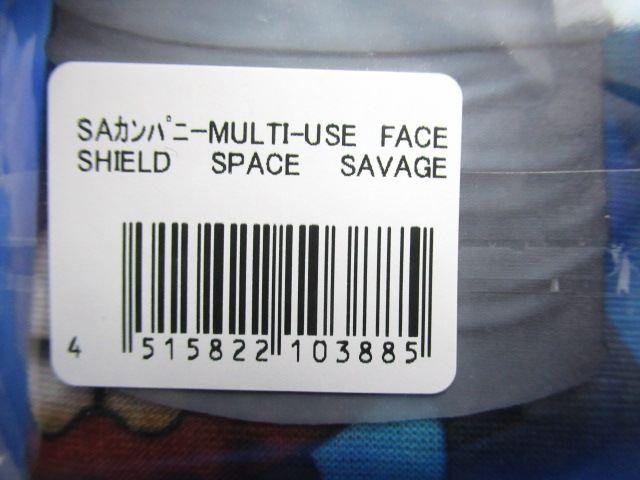 SAｶﾝﾊﾟﾆｰMULTI-USE FACE
SHIELD SPACE SAVAGE
4 515822 103885